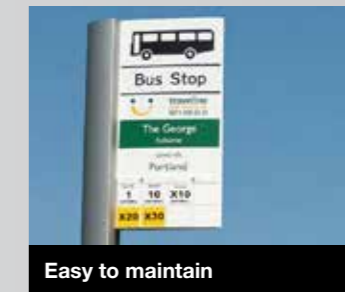 Bus Stop
traveline
The George
Portland
1 10 X10
X20 X30
Easy to maintain